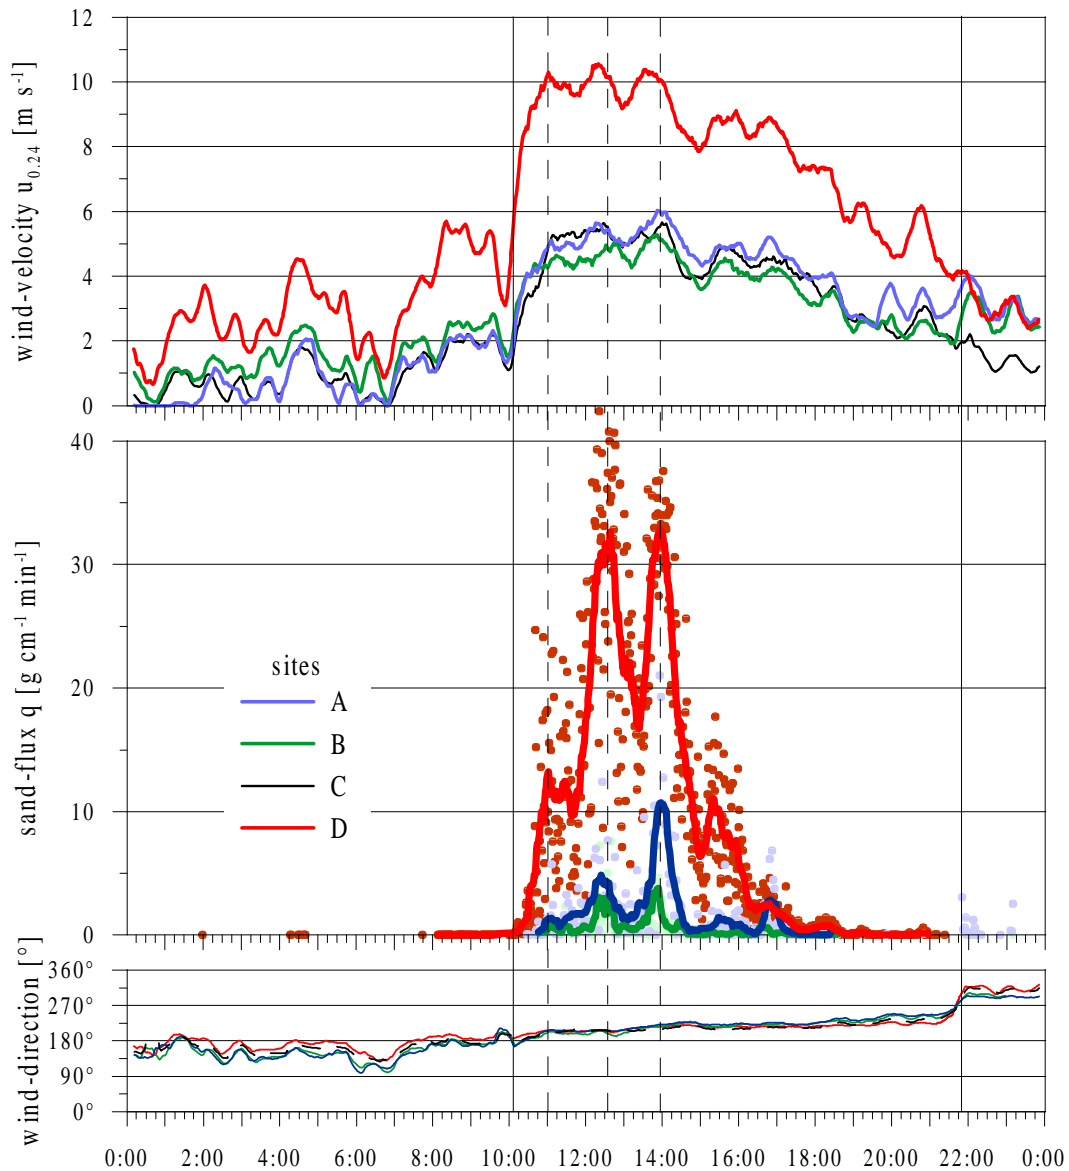 wind-velocity u0.24 [m s-1]
12
10
8
6
4
2
0
sand-flux q [g cm-1 min-1]
40
30
20
10
0
sites
A
B
C
D
wind-direction [°]
360°
270°
180°
90°
0°
0:00 2:00 4:00 6:00 8:00 10:00 12:00 14:00 16:00 18:00 20:00 22:00 0:00